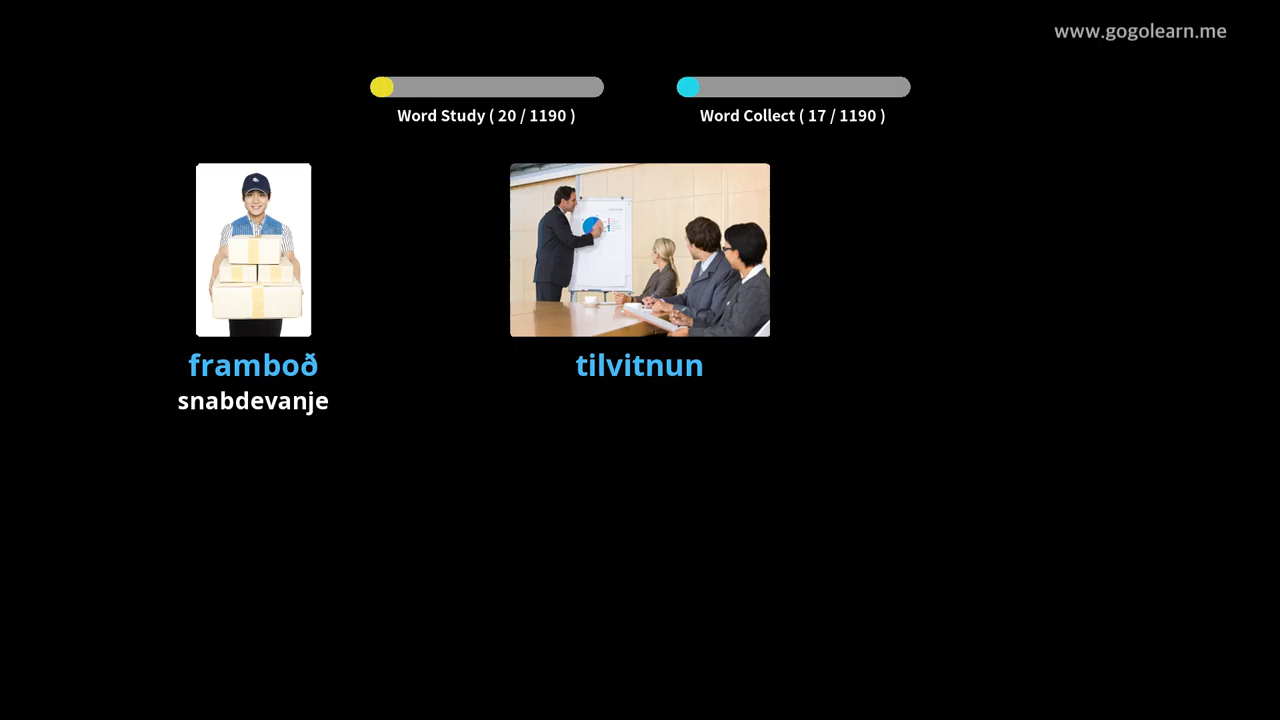 www.gogolearn.me
Word Study ( 20 / 1190 )
Word Collect ( 17 / 1190 )
framboð
tilvitnun
snabdevanje